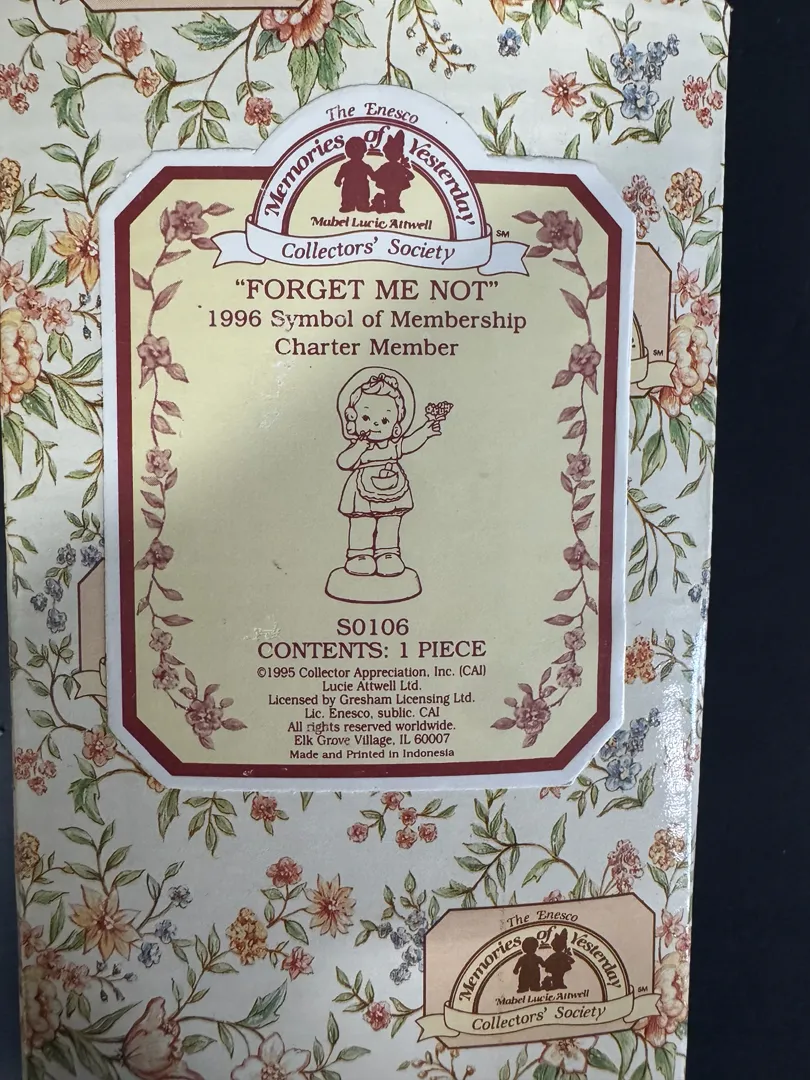 The Enesco
Memories of Yesterday
Mabel Lucie Attwell
Collectors' Society SM
"FORGET ME NOT"
1996 Symbol of Membership
Charter Member
S0106
CONTENTS: 1 PIECE
©1995 Collector Appreciation, Inc. (CAI)
Lucie Attwell Ltd.
Licensed by Gresham Licensing Ltd.
Lic. Enesco, sublic. CAI
All rights reserved worldwide.
Elk Grove Village, IL 60007
Made and Printed in Indonesia
SM
The Enesco
Memories of Yesterday
Mabel Lucie Attwell
Collectors' Society SM